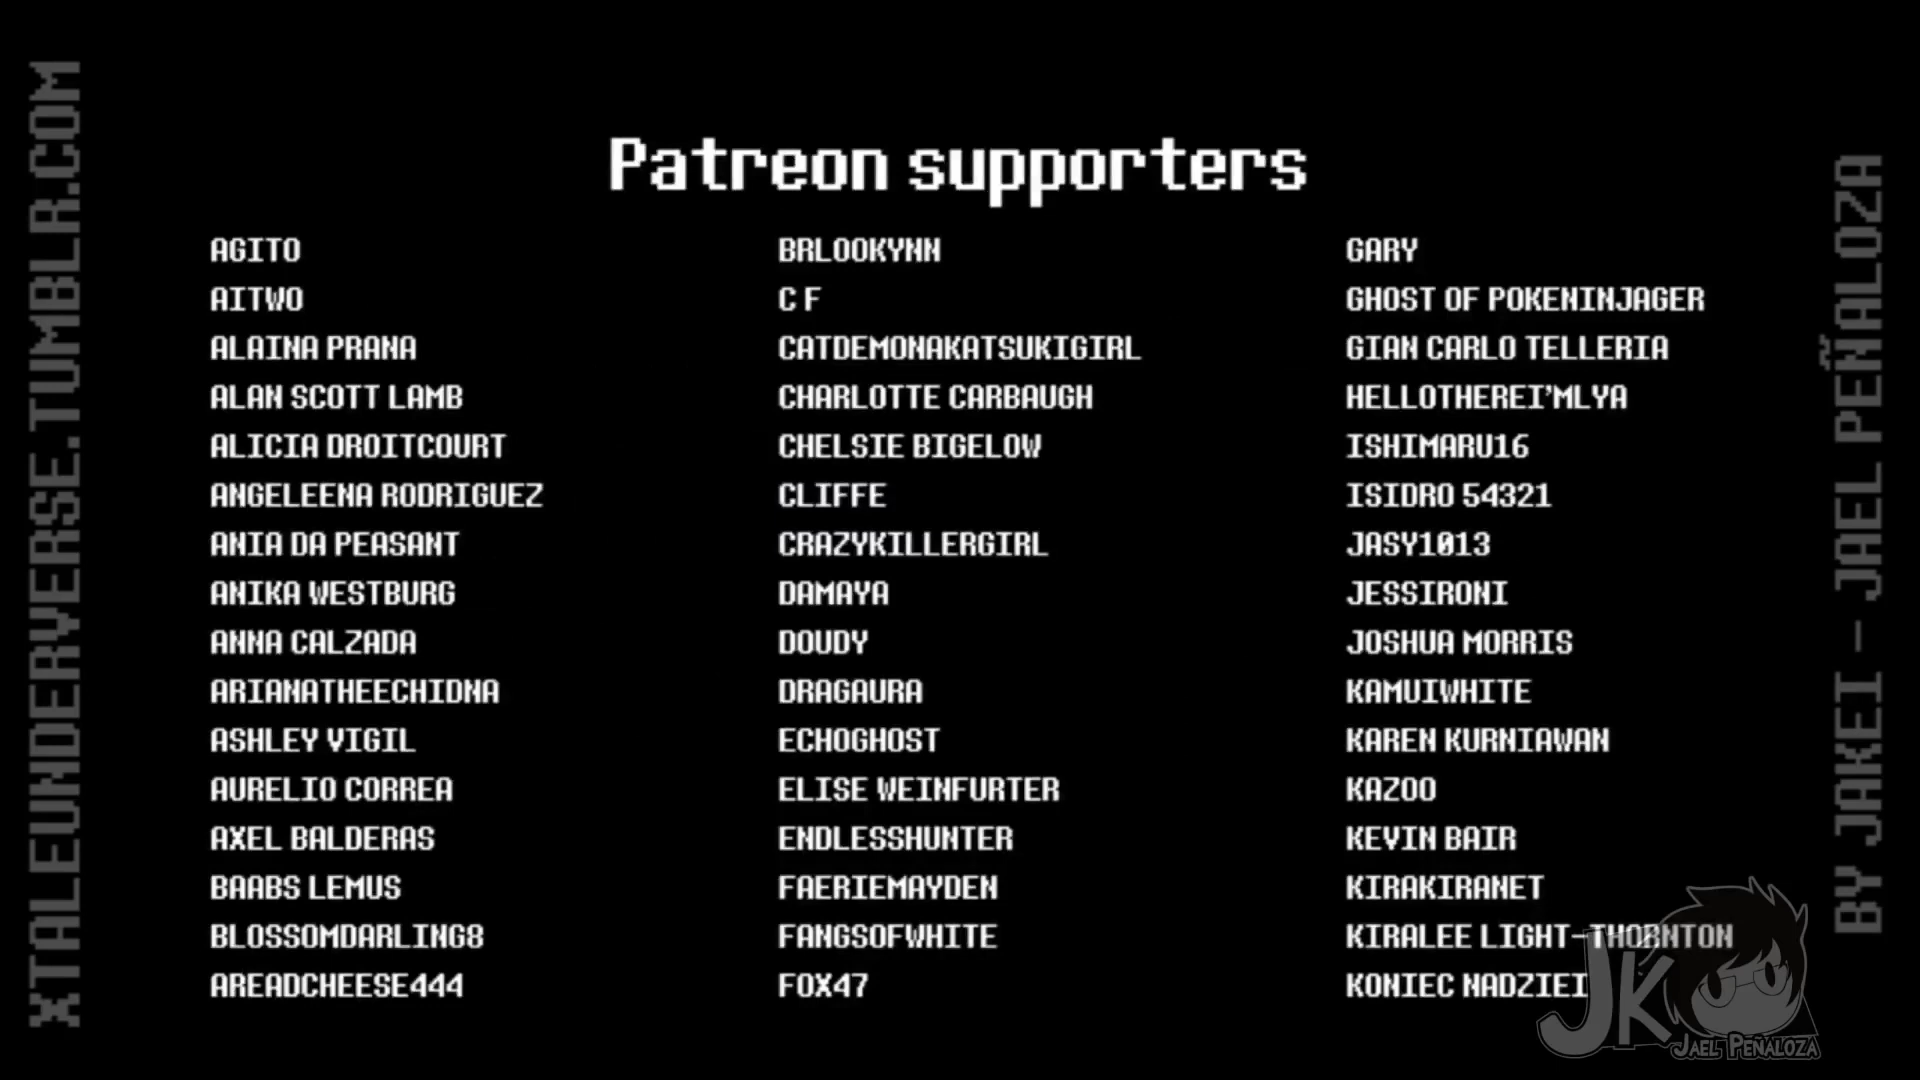 XTALEUNDERVERSE.TUMBLR.COM
Patreon supporters
AGITO
AITWO
ALAINA PRANA
ALAN SCOTT LAMB
ALICIA DROITCOURT
ANGELEENA RODRIGUEZ
ANIA DA PEASANT
ANIKA WESTBURG
ANNA CALZADA
ARIANATHEECHIDNA
ASHLEY VIGIL
AURELIO CORREA
AXEL BALDERAS
BAABS LEMUS
BLOSSOMDARLING8
AREADCHEESE444
BRLOOKYNN
C F
CATDEMONAKATSUKIGIRL
CHARLOTTE CARBAUGH
CHELSIE BIGELOW
CLIFFE
CRAZYKILLERGIRL
DAMAYA
DOUDY
DRAGAURA
ECHOGHOST
ELISE WEINFURTER
ENDLESSHUNTER
FAERIEMAYDEN
FANGSOFWHITE
FOX47
GARY
GHOST OF POKENINJAGER
GIAN CARLO TELLERIA
HELLOTHEREI'MLYA
ISHIMARU16
ISIDRO 54321
JASY1013
JESSIRONI
JOSHUA MORRIS
KAMUIWHITE
KAREN KURNIAWAN
KAZOO
KEVIN BAIR
KIRAKIRANET
KIRALEE LIGHT-THORNTON
KONIEC NADZIEI
BY JAKEI - JAEL PEÑALOZA
JK
JAEL PEÑALOZA